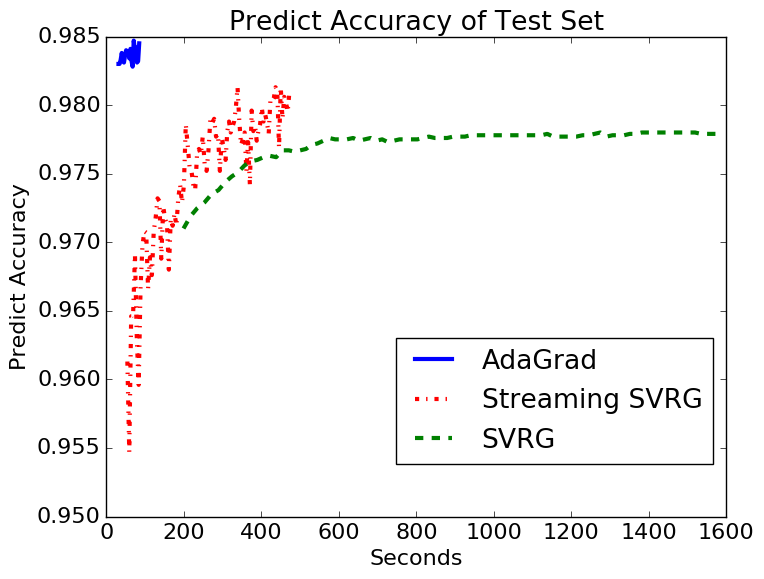 Predict Accuracy of Test Set
0.985
0.980
0.975
0.970
0.965
0.960
0.955
0.950
Predict Accuracy
AdaGrad
Streaming SVRG
SVRG
0 200 400 600 800 1000 1200 1400 1600
Seconds